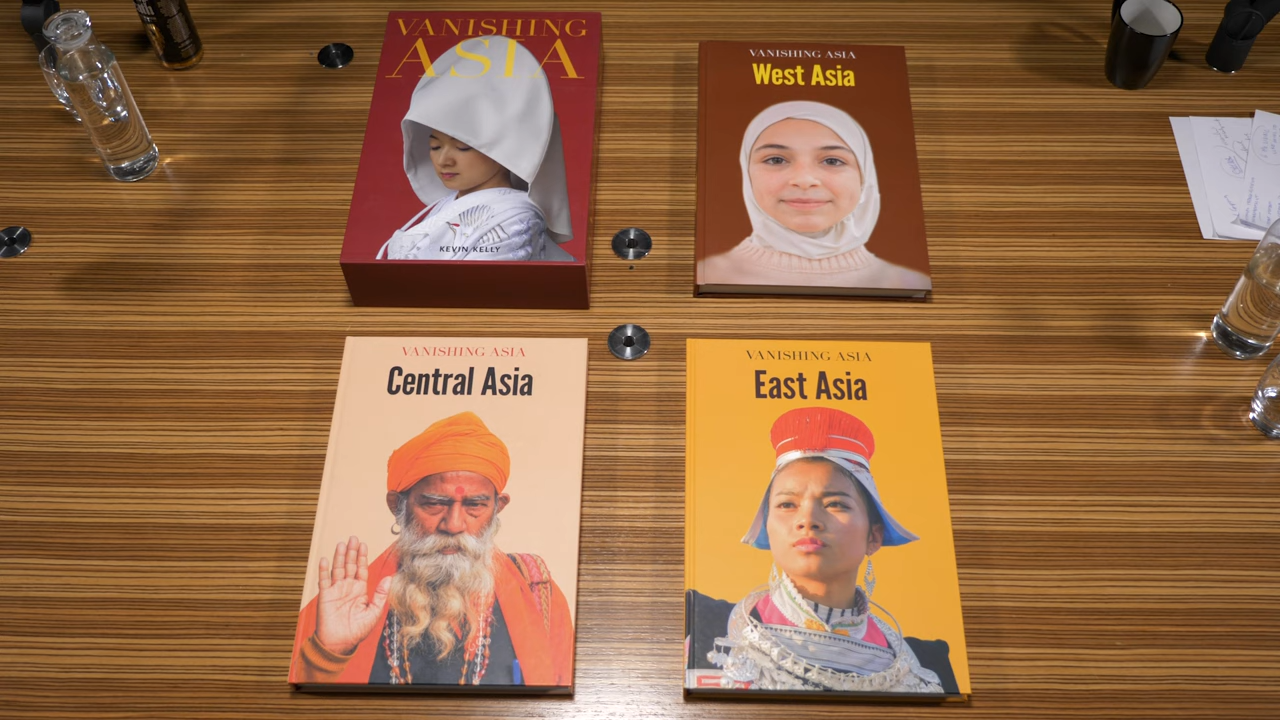 VANISHING
ASIA
KEVIN KELLY
VANISHING ASIA
West Asia
VANISHING ASIA
Central Asia
VANISHING ASIA
East Asia